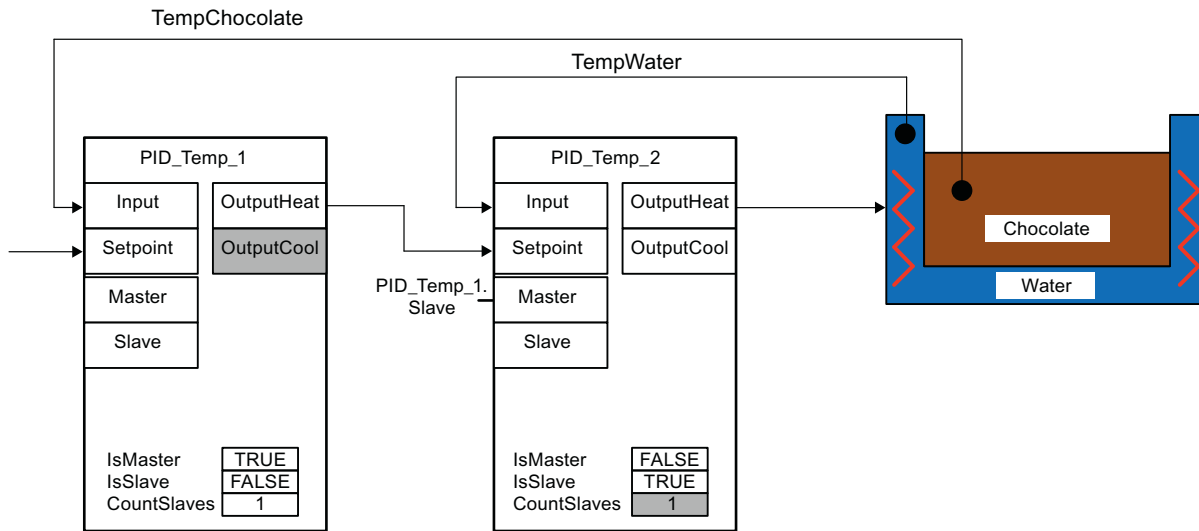 TempChocolate
TempWater
PID_Temp_1
Input
OutputHeat
Setpoint
OutputCool
Master
Slave
IsMaster TRUE
IsSlave FALSE
CountSlaves 1
PID_Temp_2
Input
OutputHeat
Setpoint
OutputCool
PID_Temp_1.
Slave
Master
Slave
IsMaster FALSE
IsSlave TRUE
CountSlaves 1
Chocolate
Water